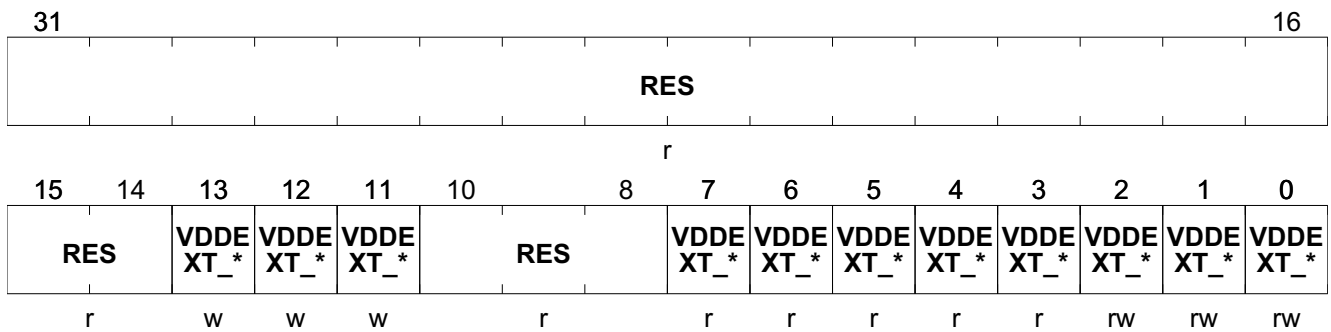 31 16
RES
r
15 14 13 12 11 10 8 7 6 5 4 3 2 1 0
RES VDDE VDDE VDDE RES VDDE VDDE VDDE VDDE VDDE VDDE VDDE VDDE
XT_* XT_* XT_* XT_* XT_* XT_* XT_* XT_* XT_* XT_* XT_*
r w w w r r r r r r rw rw rw